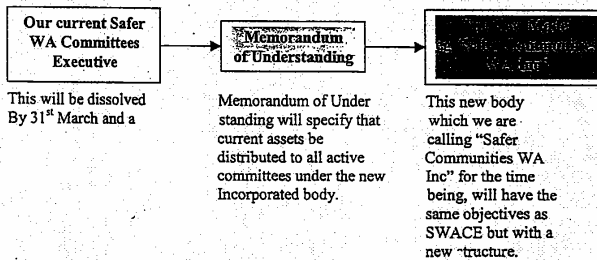 Our current Safer
WA Committees
Executive
Memorandum
of Understanding
This will be dissolved
By 31st March and a
Memorandum of Under
standing will specify that
current assets be
distributed to all active
committees under the new
Incorporated body.
This new body
which we are
calling “Safer
Communities WA
Inc” for the time
being, will have the
same objectives as
SWACE but with a
new tructure.